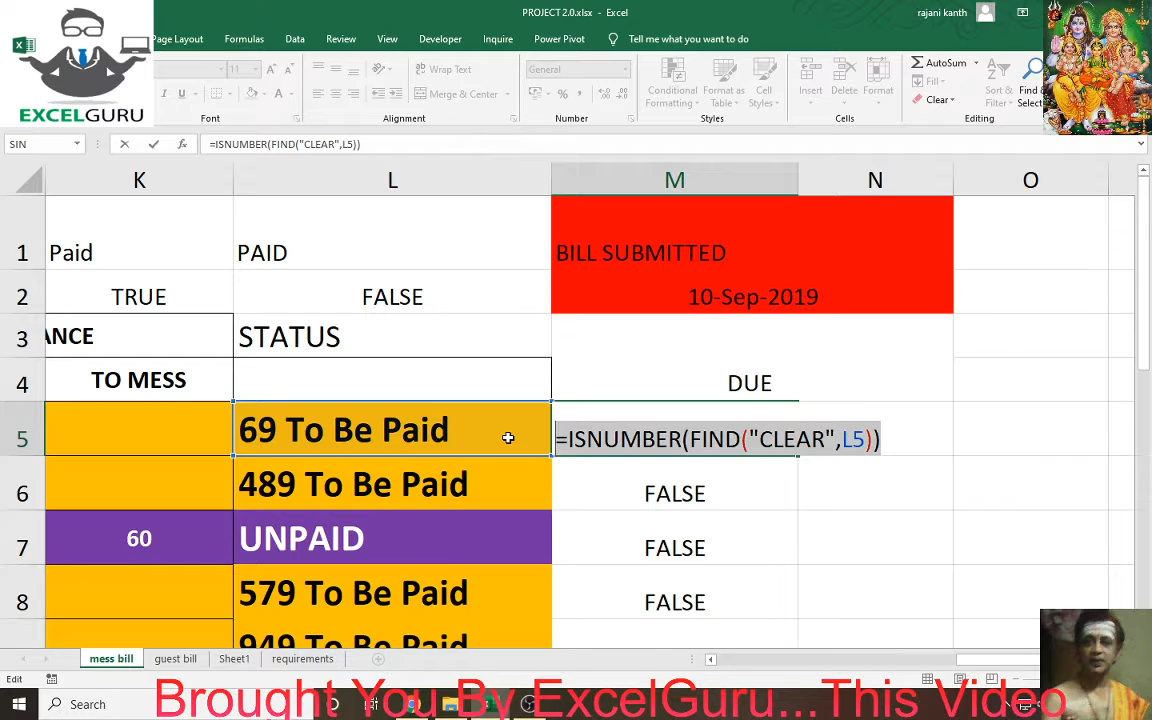 PROJECT 2.0.xlsx - Excel
rajani kanth
Page Layout
Formulas
Data
Review
View
Developer
Inquire
Power Pivot
Tell me what you want to do
EXCELGURU
11
A
A
ab Wrap Text
General
AutoSum
Fill
Clear
I
U
A
Merge & Center
%
Conditional Formatting
Format as Table
Cell Styles
Insert
Delete
Format
Sort & Filter
Find & Select
Font
Alignment
Number
Styles
Cells
Editing
SIN
fx
=ISNUMBER(FIND("CLEAR",L5))
K
L
M
N
O
1
Paid
PAID
BILL SUBMITTED
2
TRUE
FALSE
10-Sep-2019
3
ANCE
STATUS
4
TO MESS
DUE
5
69 To Be Paid
=ISNUMBER(FIND("CLEAR",L5))
6
489 To Be Paid
FALSE
7
60
UNPAID
FALSE
8
579 To Be Paid
FALSE
949 To Be Paid
mess bill
guest bill
Sheet1
requirements
Edit
Search
Brought You By ExcelGuru...This Video